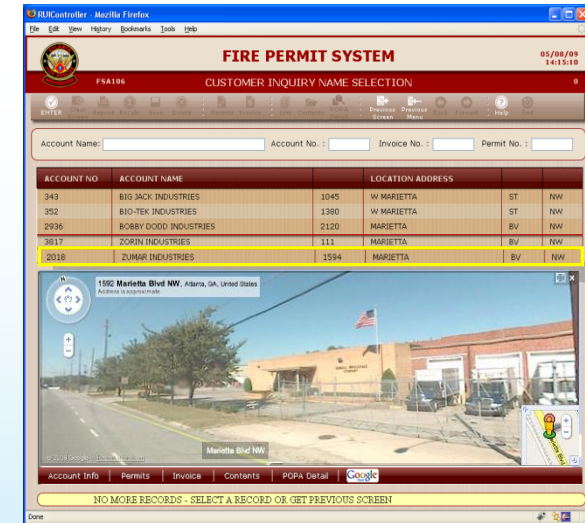 RUIController - Mozilla Firefox
File Edit View History Bookmarks Tools Help
FIRE PERMIT SYSTEM
05/08/09
14:15:10
FSA106 CUSTOMER INQUIRY NAME SELECTION 0
ENTER Previous Screen Previous Menu Help End
Account Name: Account No. : Invoice No. : Permit No. :
ACCOUNT NO ACCOUNT NAME LOCATION ADDRESS
343 BIG JACK INDUSTRIES 1045 W MARIETTA ST NW
352 BIO-TEK INDUSTRIES 1380 W MARIETTA ST NW
2936 BOBBY DODD INDUSTRIES 2120 MARIETTA BV NW
3817 ZORIN INDUSTRIES 111 MARIETTA BV NW
2018 ZUMAR INDUSTRIES 1594 MARIETTA BV NW
N
1592 Marietta Blvd NW, Atlanta, GA, United States
Address is approximate
Marietta Blvd NW
© 2008 Google
Account Info | Permits | Invoice | Contents | POPA Detail | Google
NO MORE RECORDS - SELECT A RECORD OR GET PREVIOUS SCREEN
Done